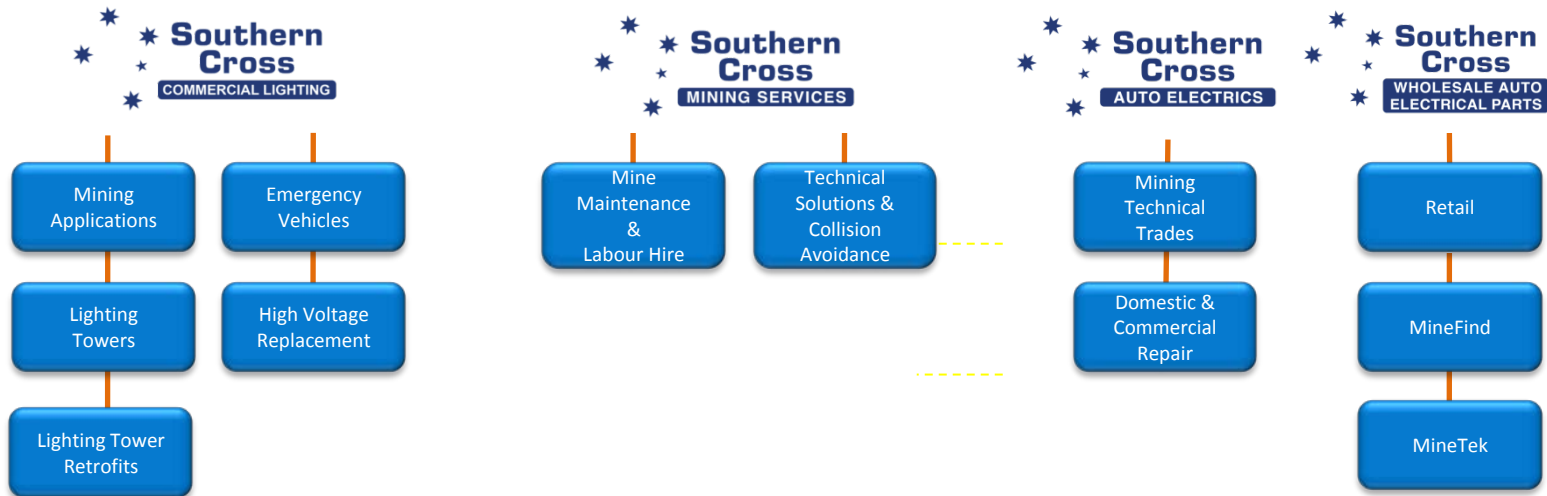 Southern
Cross
COMMERCIAL LIGHTING
Mining
Applications
Lighting
Towers
Lighting Tower
Retrofits
Emergency
Vehicles
High Voltage
Replacement
Southern
Cross
MINING SERVICES
Mine
Maintenance
&
Labour Hire
Technical
Solutions &
Collision
Avoidance
Southern
Cross
AUTO ELECTRICS
Mining
Technical
Trades
Domestic &
Commercial
Repair
Southern
Cross
WHOLESALE AUTO
ELECTRICAL PARTS
Retail
MineFind
MineTek